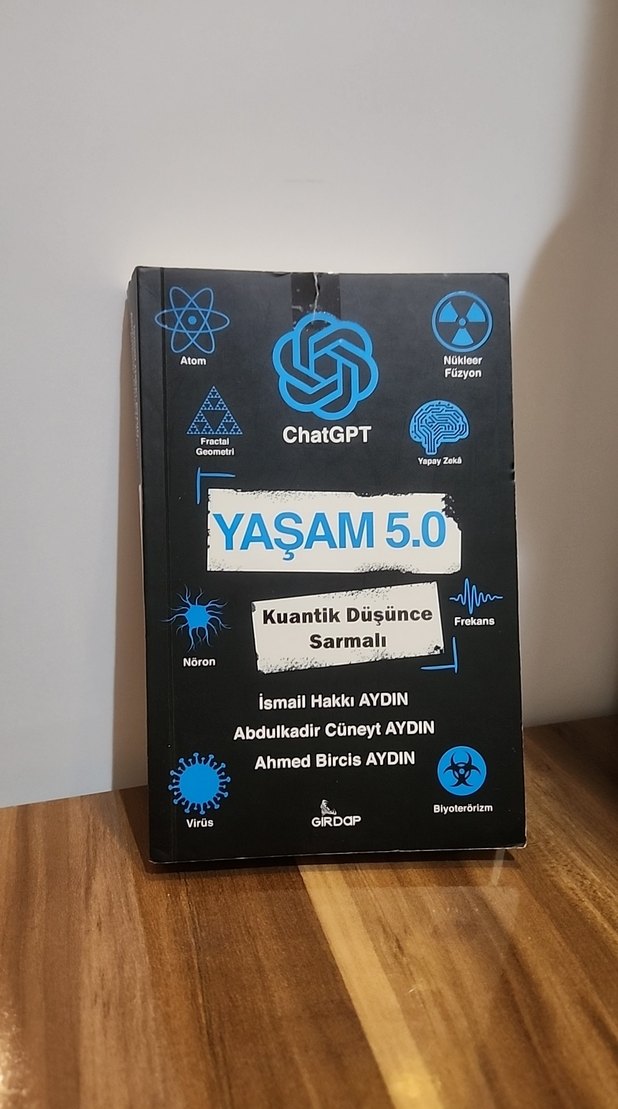 Atom
Nükleer
Füzyon
ChatGPT
Fractal
Geometri
Yapay Zekâ
YAŞAM 5.0
Kuantik Düşünce
Sarmalı
Nöron
Frekans
İsmail Hakkı AYDIN
Abdulkadir Cüneyt AYDIN
Ahmed Bircis AYDIN
Virüs
Biyoterörizm
GİRDAP